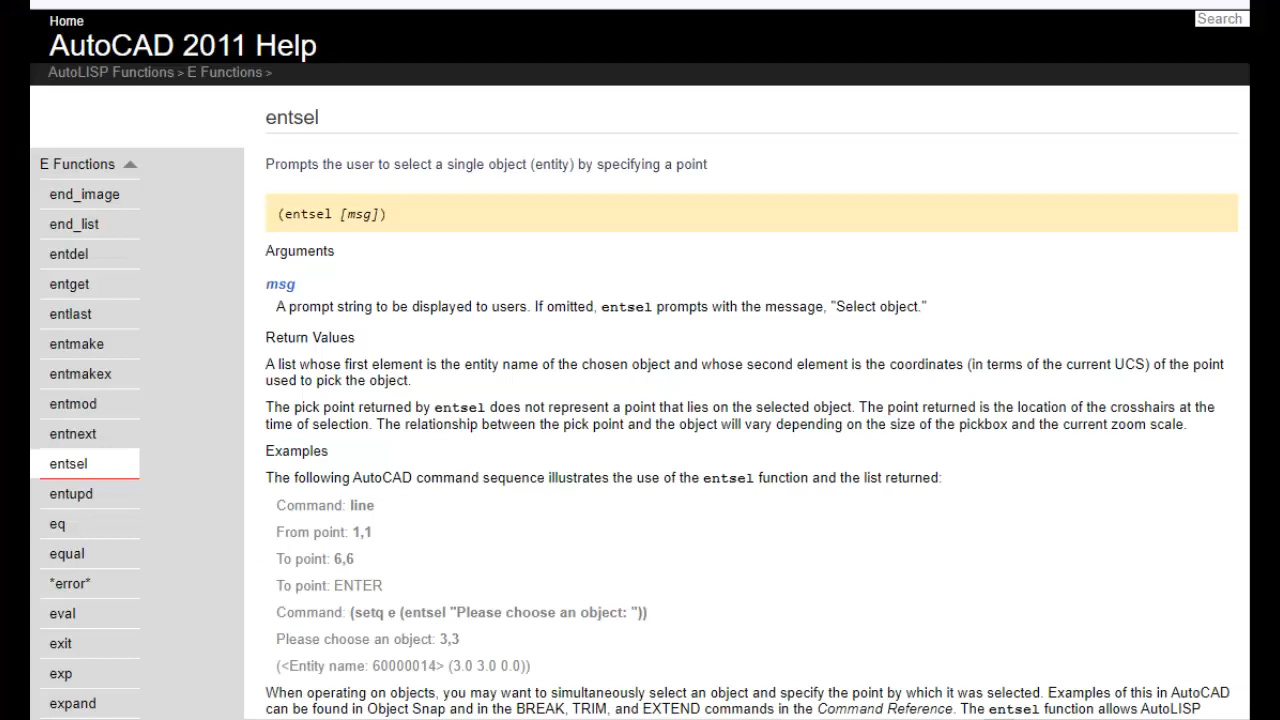 Home
Search
AutoCAD 2011 Help
AutoLISP Functions > E Functions >
entsel
E Functions
end_image
end_list
entdel
entget
entlast
entmake
entmakex
entmod
entnext
entsel
entupd
eq
equal
*error*
eval
exit
exp
expand
Prompts the user to select a single object (entity) by specifying a point
(entsel [msg])
Arguments
msg
A prompt string to be displayed to users. If omitted, entsel prompts with the message, "Select object."
Return Values
A list whose first element is the entity name of the chosen object and whose second element is the coordinates (in terms of the current UCS) of the point
used to pick the object.
The pick point returned by entsel does not represent a point that lies on the selected object. The point returned is the location of the crosshairs at the
time of selection. The relationship between the pick point and the object will vary depending on the size of the pickbox and the current zoom scale.
Examples
The following AutoCAD command sequence illustrates the use of the entsel function and the list returned:
Command: line
From point: 1,1
To point: 6,6
To point: ENTER
Command: (setq e (entsel "Please choose an object: "))
Please choose an object: 3,3
(<Entity name: 60000014> (3.0 3.0 0.0))
When operating on objects, you may want to simultaneously select an object and specify the point by which it was selected. Examples of this in AutoCAD
can be found in Object Snap and in the BREAK, TRIM, and EXTEND commands in the Command Reference. The entsel function allows AutoLISP